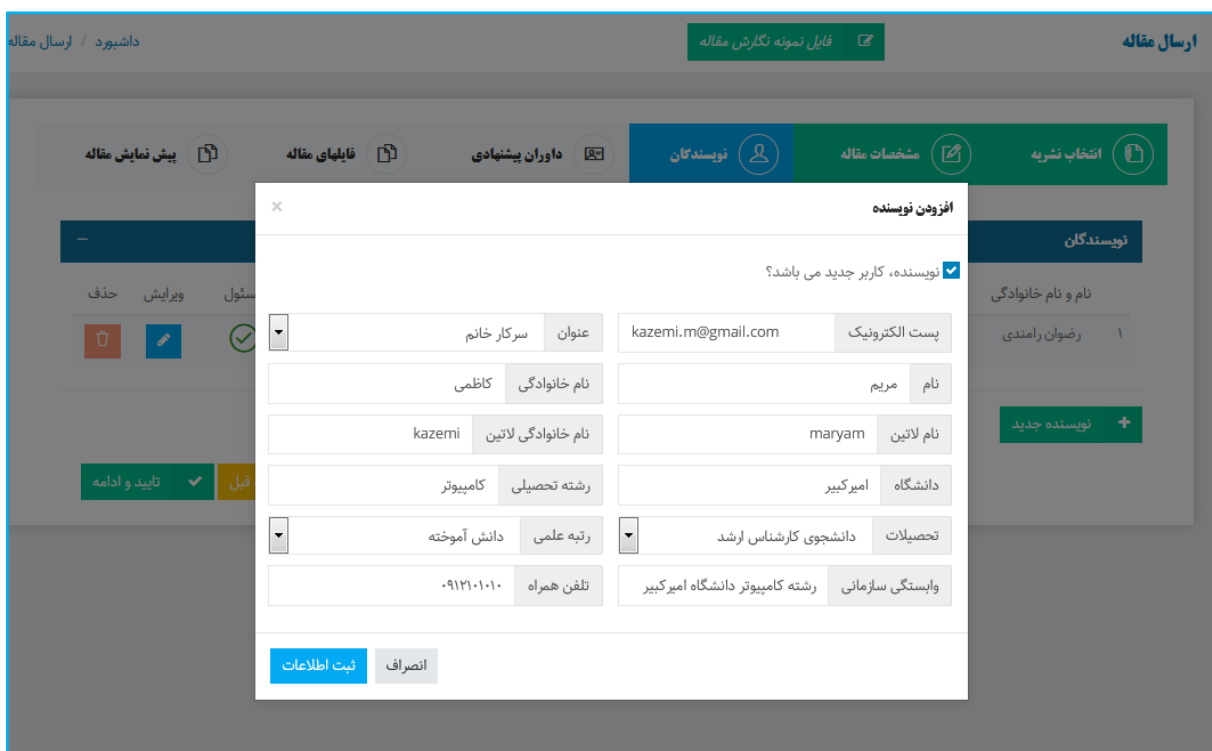 ارسال مقاله
فایل نمونه نگارش مقاله
داشبورد / ارسال مقاله
انتخاب نشریه
مشخصات مقاله
نویسندگان
داوران پیشنهادی
فایلهای مقاله
پیش نمایش مقاله
افزودن نویسنده ×
نویسندگان
نویسنده، کاربر جدید می باشد؟
نام و نام خانوادگی ویرایش حذف
۱ رضوان رامندی
پست الکترونیک kazemi.m@gmail.com عنوان سرکار خانم
نام مریم نام خانوادگی کاظمی
نام لاتین maryam نام خانوادگی لاتین kazemi
+ نویسنده جدید
دانشگاه امیرکبیر رشته تحصیلی کامپیوتر
قبل تایید و ادامه
تحصیلات دانشجوی کارشناس ارشد رتبه علمی دانش آموخته
وابستگی سازمانی رشته کامپیوتر دانشگاه امیرکبیر تلفن همراه ۰۹۱۲۱۰۱۰۱۰
انصراف ثبت اطلاعات